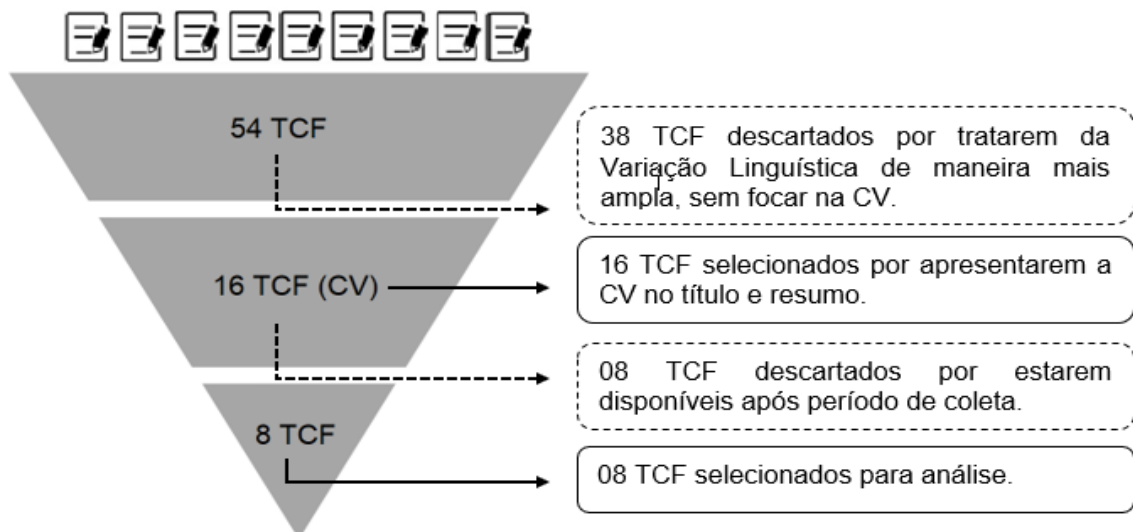 54 TCF
38 TCF descartados por tratarem da
Variação Linguística de maneira mais
ampla, sem focar na CV.
16 TCF (CV)
16 TCF selecionados por apresentarem a
CV no título e resumo.
08 TCF descartados por estarem
disponíveis após período de coleta.
8 TCF
08 TCF selecionados para análise.